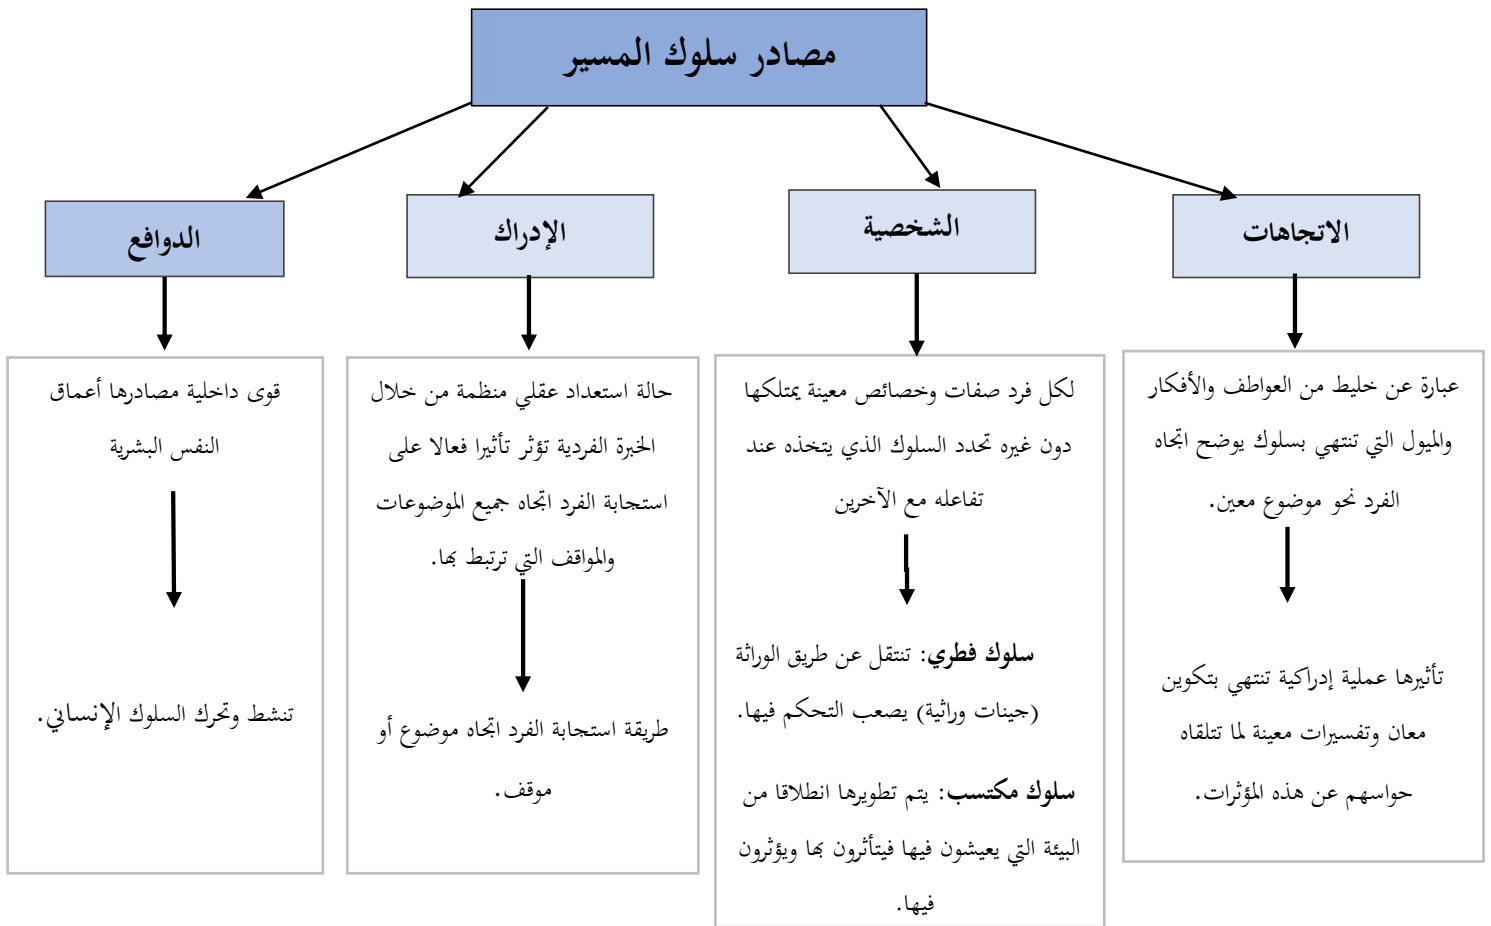 مصادر سلوك المسير
الاتجاهات
الشخصية
الإدراك
الدوافع
عبارة عن خليط من العواطف والأفكار
والميول التي تنتهي بسلوك يوضح اتجاه
الفرد نحو موضوع معين.
تأثيرها عملية إدراكية تنتهي بتكوين
معان وتفسيرات معينة لما تتلقاه
حواسهم عن هذه المؤثرات.
لكل فرد صفات وخصائص معينة يمتلكها
دون غيره تحدد السلوك الذي يتخذه عند
تفاعله مع الآخرين
سلوك فطري: تنتقل عن طريق الوراثة
(جينات وراثية) يصعب التحكم فيها.
سلوك مكتسب: يتم تطويرها انطلاقا من
البيئة التي يعيشون فيها فيتأثرون بها ويؤثرون
فيها.
حالة استعداد عقلي منظمة من خلال
الخبرة الفردية تؤثر تأثيرا فعالا على
استجابة الفرد اتجاه جميع الموضوعات
والمواقف التي ترتبط بها.
طريقة استجابة الفرد اتجاه موضوع أو
موقف.
قوى داخلية مصادرها أعماق
النفس البشرية
تنشط وتحرك السلوك الإنساني.